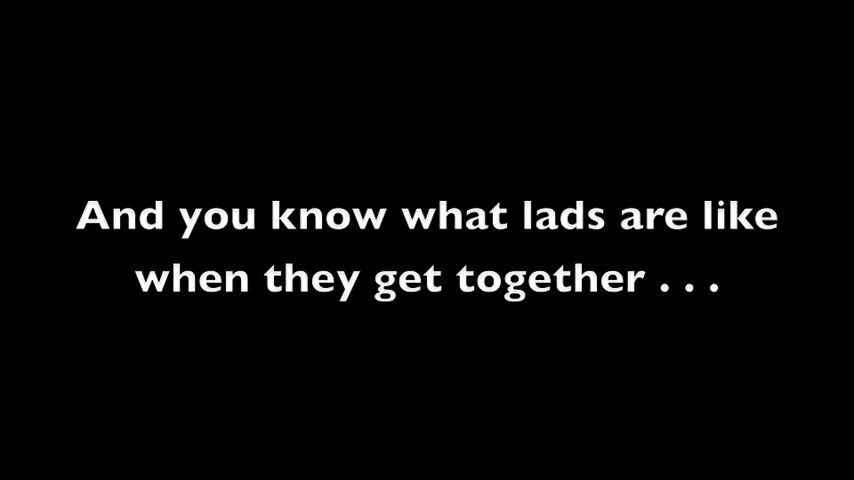 And you know what lads are like
when they get together . . .